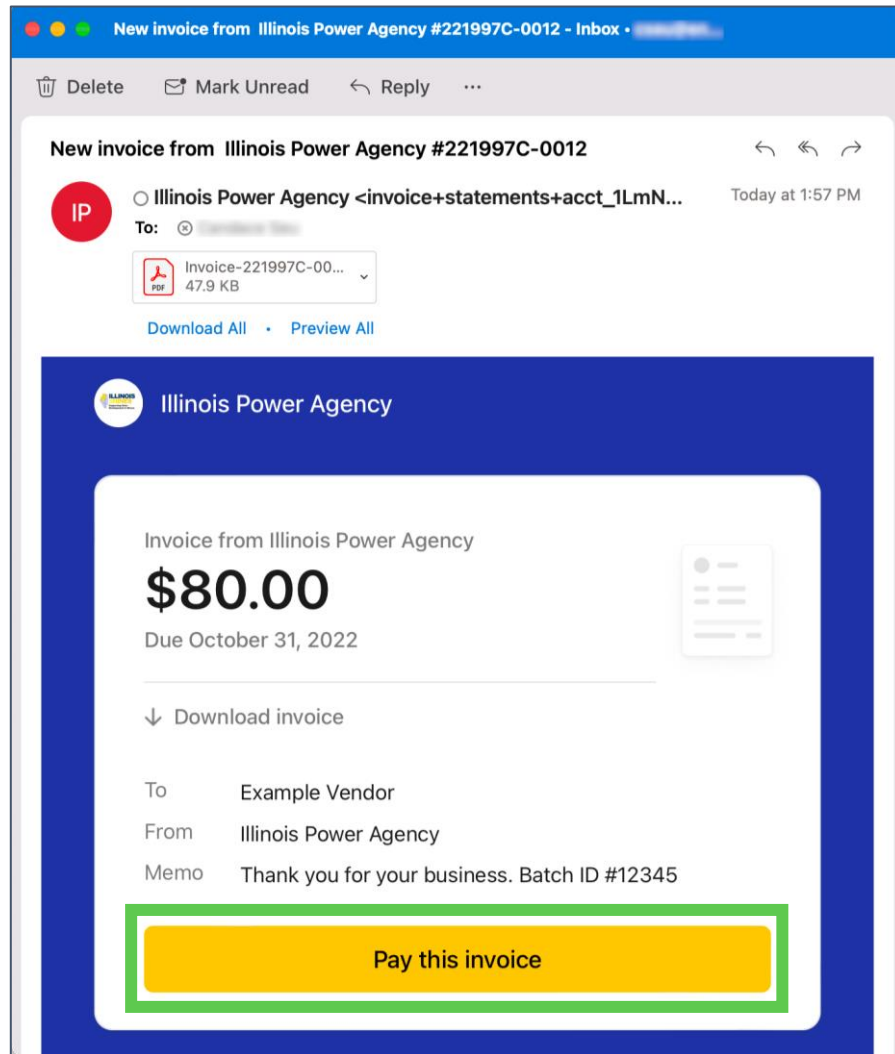 New invoice from Illinois Power Agency #221997C-0012 - Inbox •
Delete Mark Unread Reply ...
New invoice from Illinois Power Agency #221997C-0012
IP
Illinois Power Agency <invoice+statements+acct_1LmN...
Today at 1:57 PM
To:
PDF
Invoice-221997C-00...
47.9 KB
Download All • Preview All
ILLINOIS
Illinois Power Agency
Invoice from Illinois Power Agency
$80.00
Due October 31, 2022
Download invoice
To Example Vendor
From Illinois Power Agency
Memo Thank you for your business. Batch ID #12345
Pay this invoice